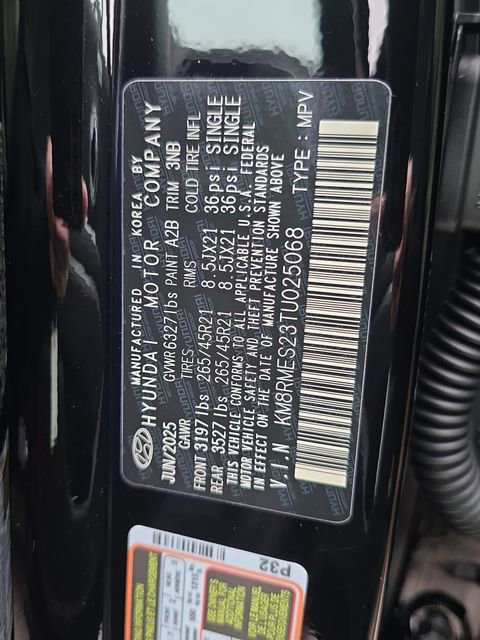 MANUFACTURED IN KOREA BY
HYUNDAI MOTOR COMPANY
JUN/2025 GVWR 6327 lbs PAINT A2B TRIM 3NB
GAWR TIRES RIMS COLD TIRE INFL
FRONT 3197 lbs 265/45R21 8.5JX21 36psi SINGLE
REAR 3527 lbs 265/45R21 8.5JX21 36psi SINGLE
THIS VEHICLE CONFORMS TO ALL APPLICABLE U.S.A. FEDERAL
MOTOR VEHICLE SAFETY AND THEFT PREVENTION STANDARDS
IN EFFECT ON THE DATE OF MANUFACTURE SHOWN ABOVE
V.I.N KM8RMES23TU025068 TYPE : MPV
P32